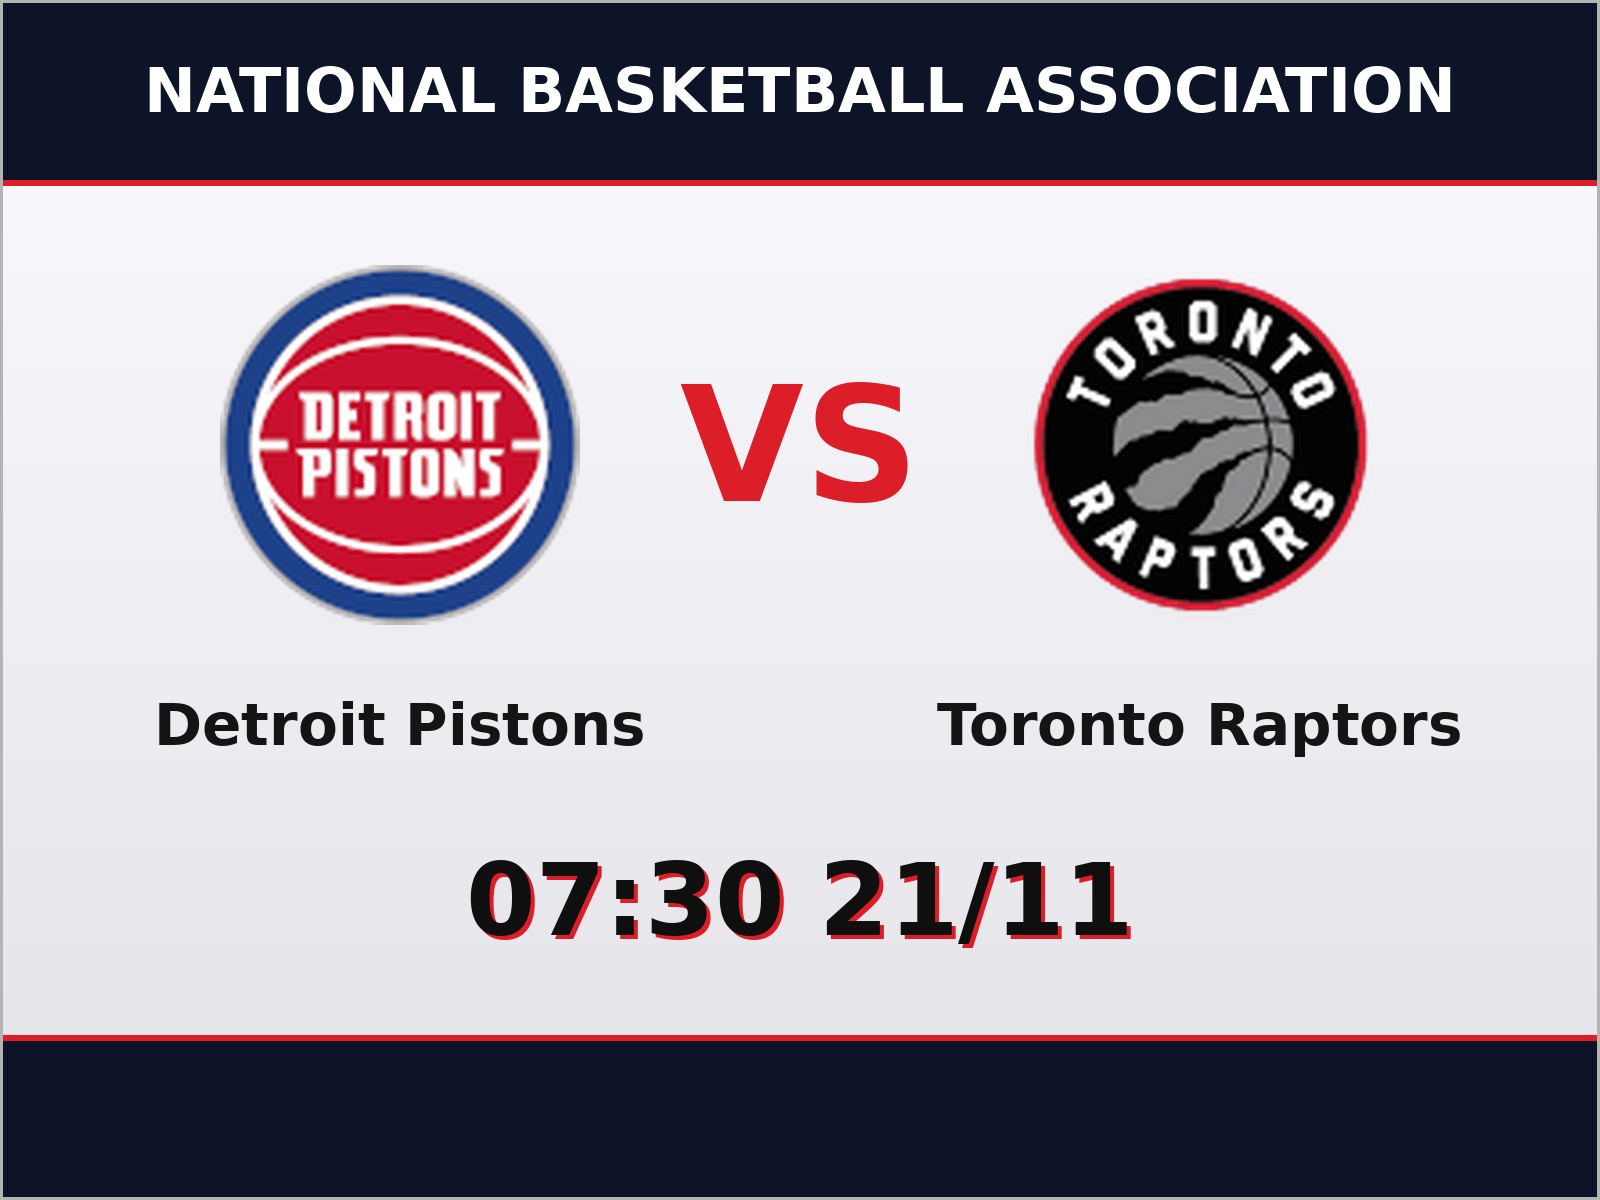 NATIONAL BASKETBALL ASSOCIATION
DETROIT
PISTONS
VS
TORONTO
RAPTORS
Detroit Pistons
Toronto Raptors
07:30 21/11